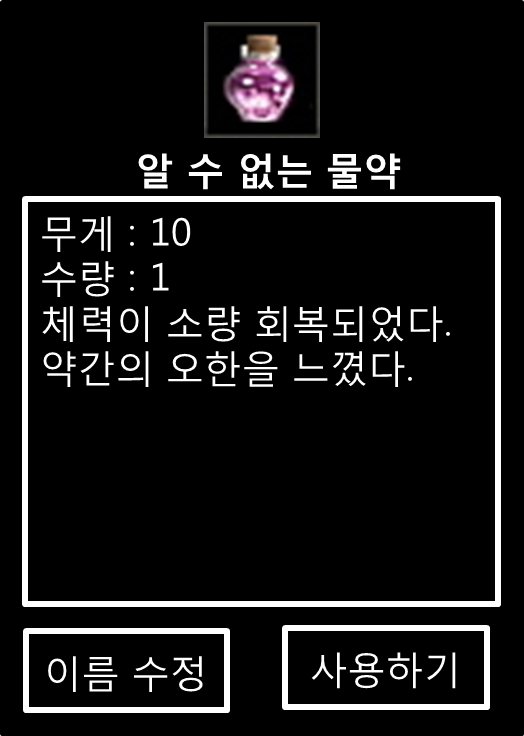 알 수 없는 물약
무게 : 10
수량 : 1
체력이 소량 회복되었다.
약간의 오한을 느꼈다.
이름 수정
사용하기